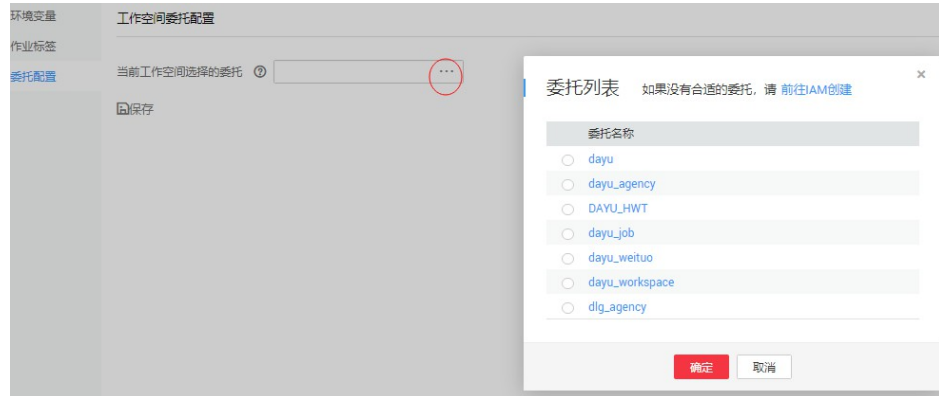 环境变量
作业标签
委托配置
工作空间委托配置
当前工作空间选择的委托 ? ...
保存
委托列表 如果没有合适的委托，请 前往IAM创建 ×
委托名称
dayu
dayu_agency
DAYU_HWT
dayu_job
dayu_weituo
dayu_workspace
dlg_agency
确定 取消